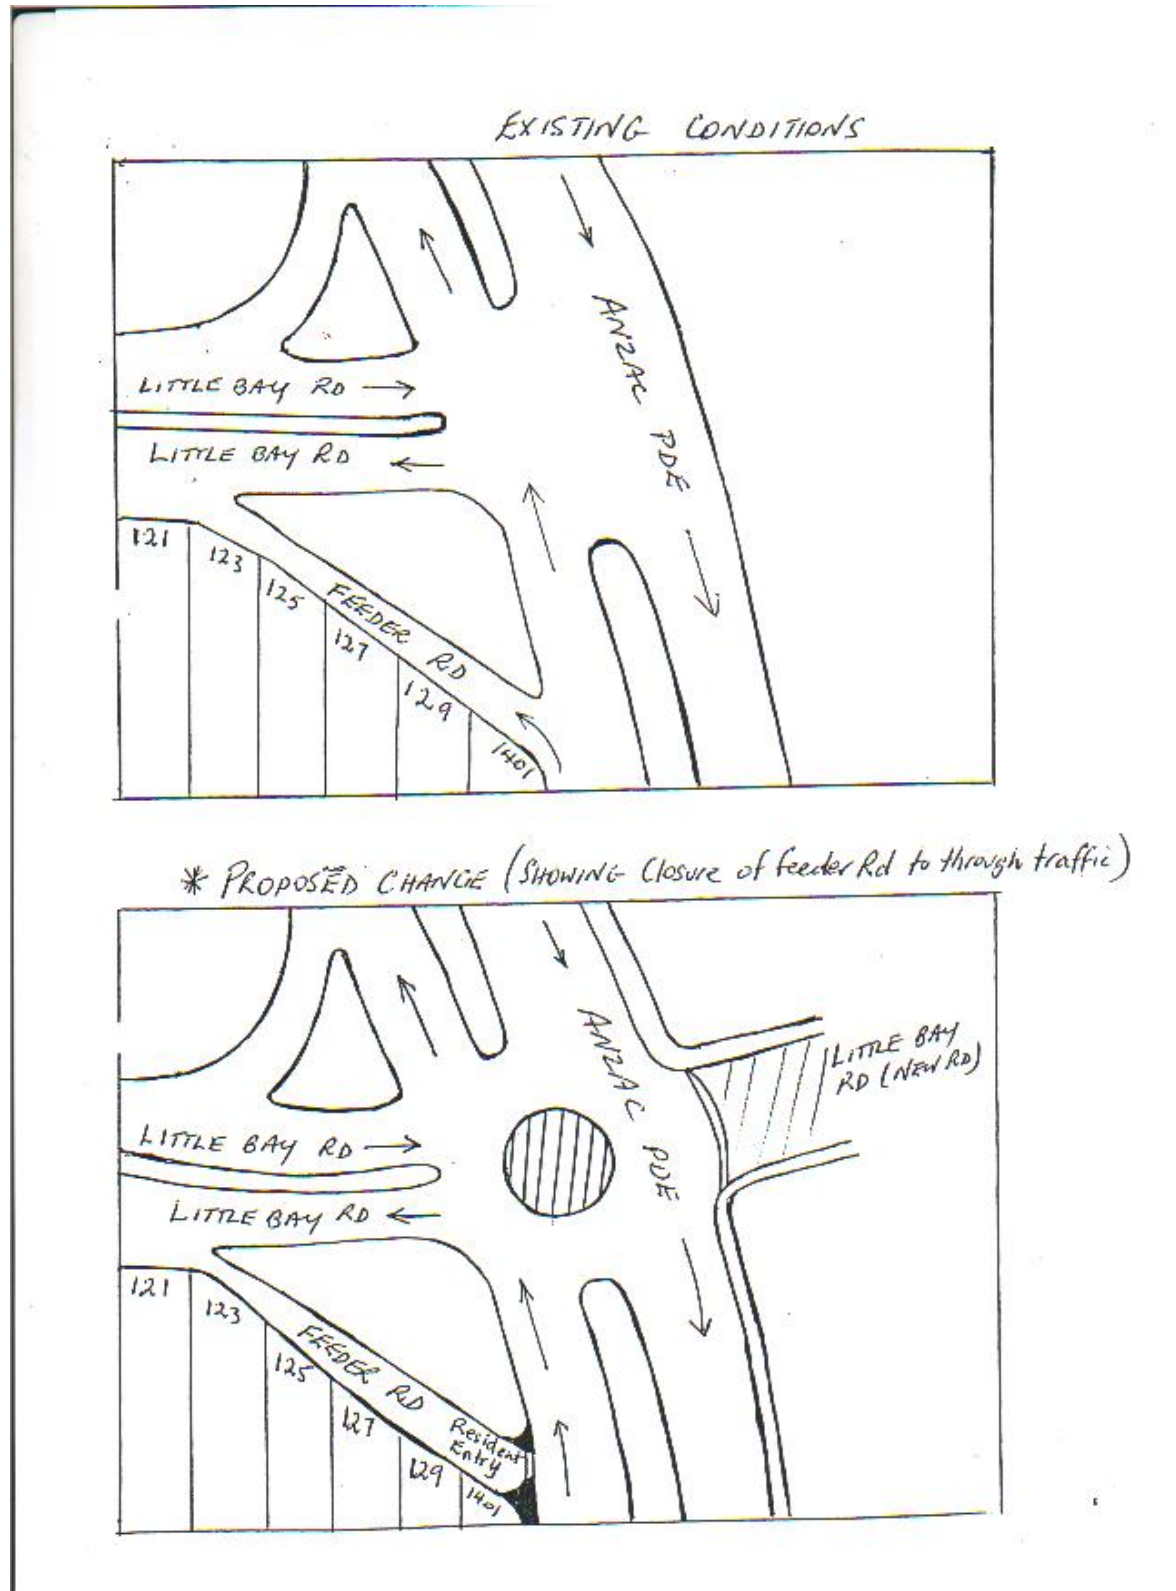 EXISTING CONDITIONS
ANZAC PDE
LITTLE BAY RD
LITTLE BAY RD
121
123
125
FEEDER RD
127
129
1401
* PROPOSED CHANGE (SHOWING Closure of feeder Rd to through traffic)
ANZAC PDE
LITTLE BAY
RD (NEW RD)
LITTLE BAY RD
LITTLE BAY RD
121
123
125
FEEDER RD
127
129
1401
Resident
Entry